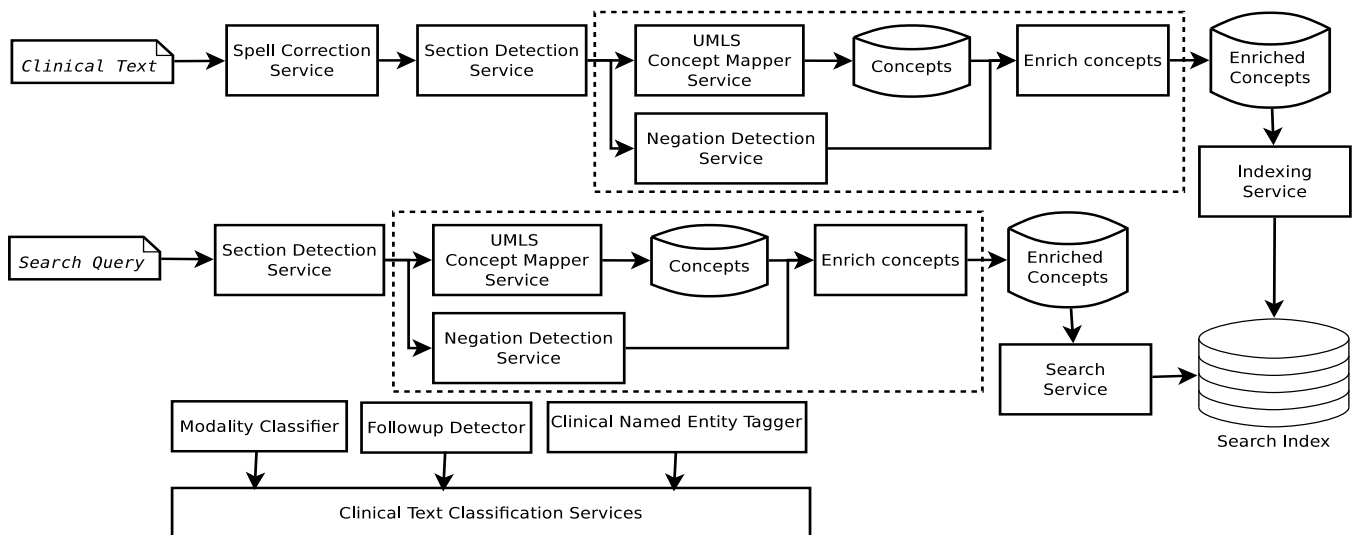 Clinical Text
Spell Correction
Service
Section Detection
Service
UMLS
Concept Mapper
Service
Concepts
Enrich concepts
Enriched
Concepts
Negation Detection
Service
Indexing
Service
Search Query
Section Detection
Service
UMLS
Concept Mapper
Service
Concepts
Enrich concepts
Enriched
Concepts
Negation Detection
Service
Search
Service
Search Index
Modality Classifier
Followup Detector
Clinical Named Entity Tagger
Clinical Text Classification Services